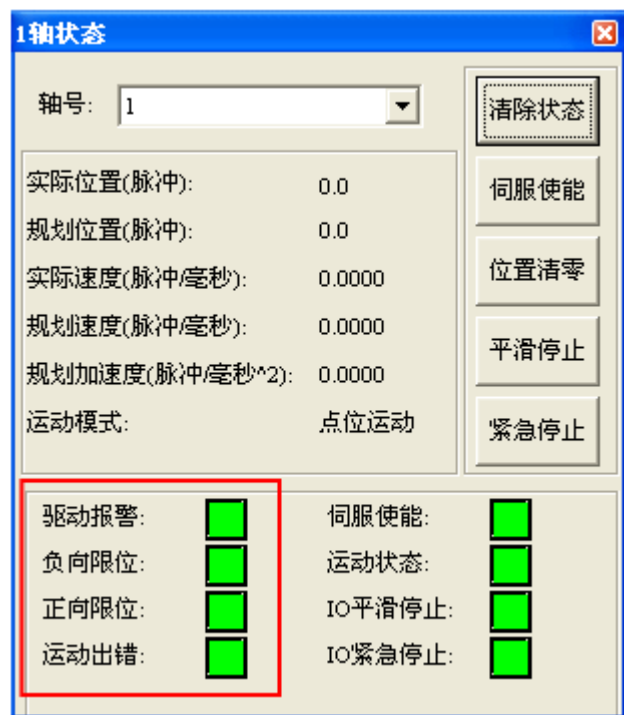 1轴状态
轴号: 1
清除状态
伺服使能
位置清零
平滑停止
紧急停止
实际位置(脉冲): 0.0
规划位置(脉冲): 0.0
实际速度(脉冲/毫秒): 0.0000
规划速度(脉冲/毫秒): 0.0000
规划加速度(脉冲/毫秒^2): 0.0000
运动模式: 点位运动
驱动报警: 伺服使能:
负向限位: 运动状态:
正向限位: IO平滑停止:
运动出错: IO紧急停止: